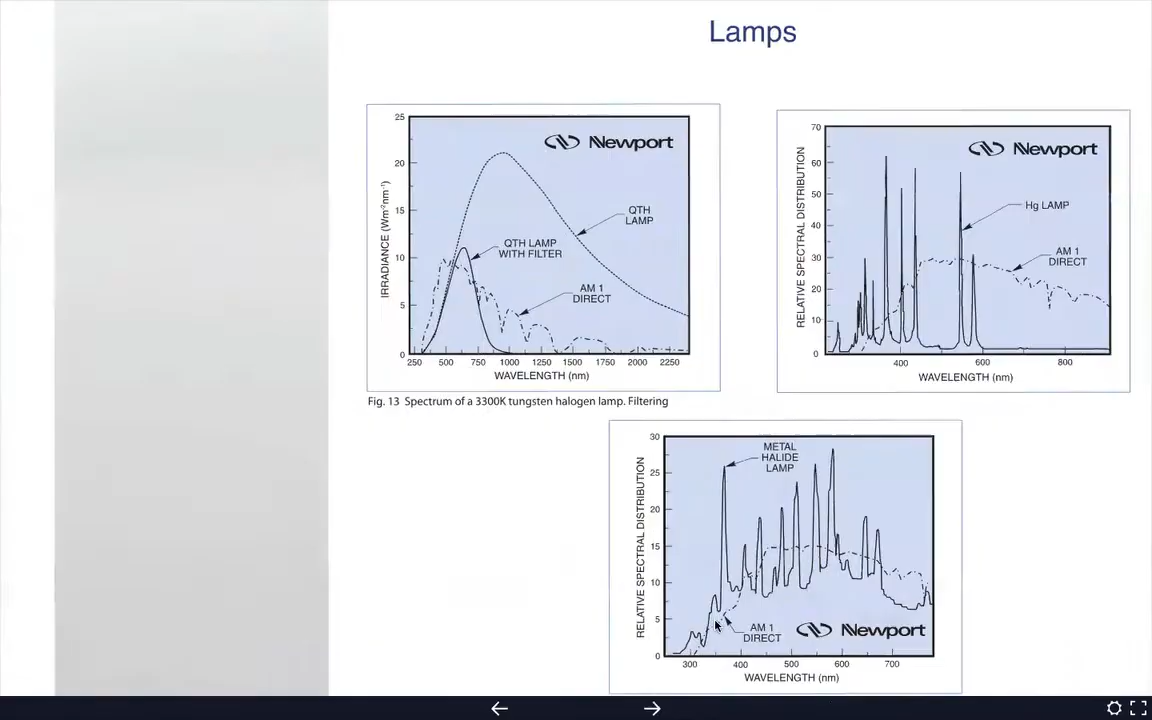 Lamps
25
20
15
10
5
0
IRRADIANCE (Wm⁻²nm⁻¹)
Newport
QTH
LAMP
QTH LAMP
WITH FILTER
AM 1
DIRECT
250 500 750 1000 1250 1500 1750 2000 2250
WAVELENGTH (nm)
Fig. 13 Spectrum of a 3300K tungsten halogen lamp. Filtering
70
60
50
40
30
20
10
0
RELATIVE SPECTRAL DISTRIBUTION
Newport
Hg LAMP
AM 1
DIRECT
400 600 800
WAVELENGTH (nm)
30
25
20
15
10
5
0
RELATIVE SPECTRAL DISTRIBUTION
METAL
HALIDE
LAMP
AM 1
DIRECT
Newport
300 400 500 600 700
WAVELENGTH (nm)